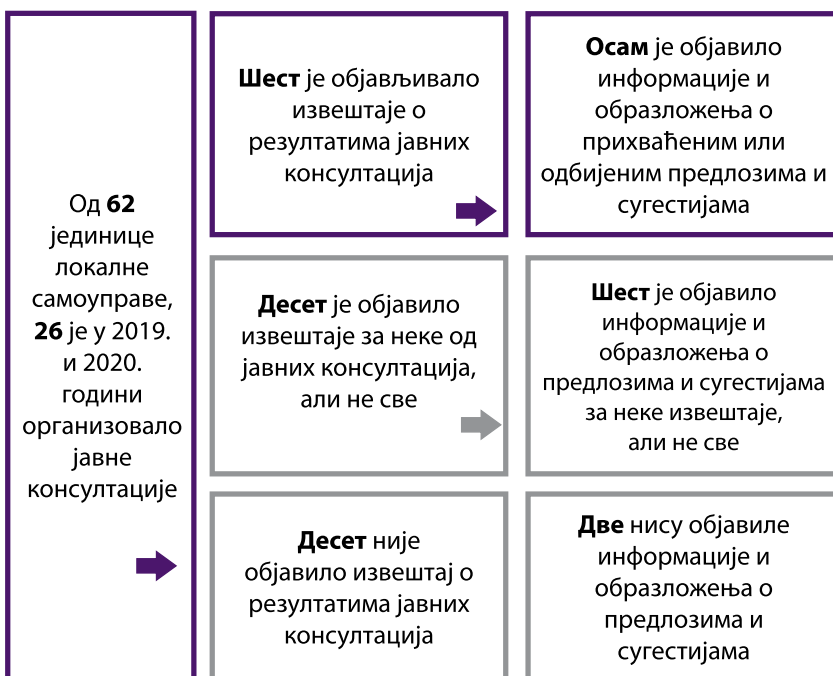 Од 62
јединице
локалне
самоуправе,
26 је у 2019.
и 2020.
години
организовало
јавне
консултације
Шест је објављивало
извештаје о
резултатима јавних
консултација
Осам је објавило
информације и
образложења о
прихваћеним или
одбијеним предлозима и
сугестијама
Десет је објавило
извештаје за неке од
јавних консултација,
али не све
Шест је објавило
информације и
образложења о
предлозима и сугестијама
за неке извештаје,
али не све
Десет није
објавило извештај о
резултатима јавних
консултација
Две нису објавиле
информације и
образложења о
предлозима и
сугестијама